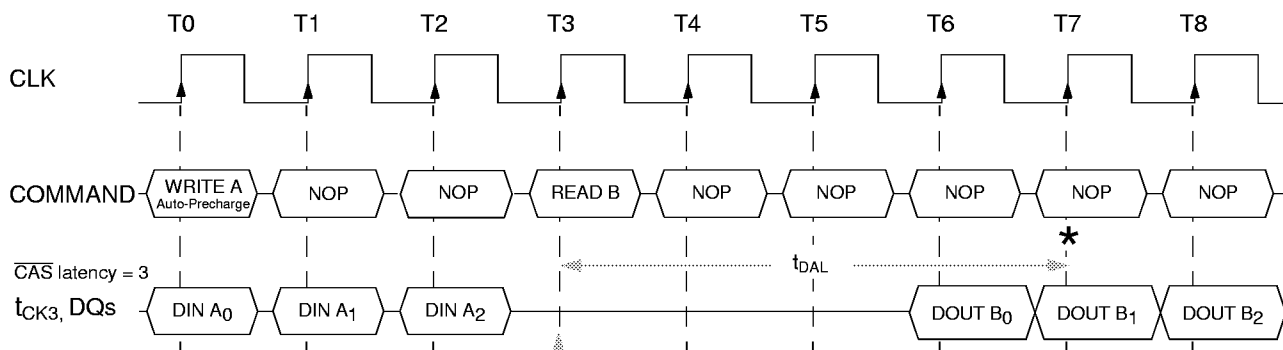 T0 T1 T2 T3 T4 T5 T6 T7 T8
CLK
COMMAND WRITE A Auto-Precharge NOP NOP READ B NOP NOP NOP NOP NOP
*
tDAL
CAS latency = 3
tCK3, DQs DIN A0 DIN A1 DIN A2 DOUT B0 DOUT B1 DOUT B2